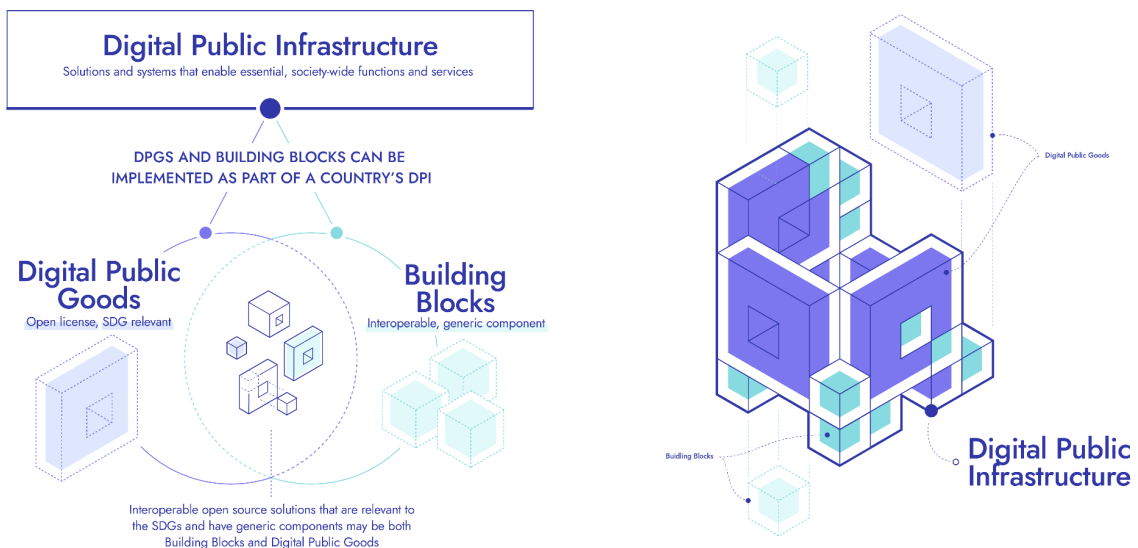 Digital Public Infrastructure
Solutions and systems that enable essential, society-wide functions and services
DPGS AND BUILDING BLOCKS CAN BE
IMPLEMENTED AS PART OF A COUNTRY'S DPI
Digital Public
Goods
Open license, SDG relevant
Building
Blocks
Interoperable, generic component
Interoperable open source solutions that are relevant to
the SDGs and have generic components may be both
Building Blocks and Digital Public Goods
Digital Public Goods
Buidling Blocks
Digital Public
Infrastructure